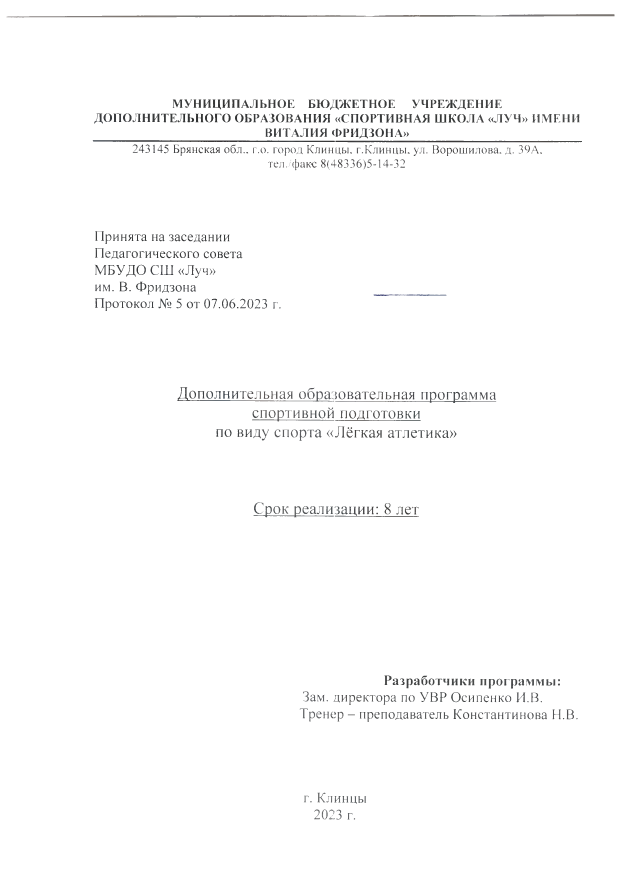 МУНИЦИПАЛЬНОЕ БЮДЖЕТНОЕ УЧРЕЖДЕНИЕ
ДОПОЛНИТЕЛЬНОГО ОБРАЗОВАНИЯ «СПОРТИВНАЯ ШКОЛА «ЛУЧ» ИМЕНИ
ВИТАЛИЯ ФРИДЗОНА»
243145 Брянская обл., г.о. город Клинцы, г.Клинцы, ул. Ворошилова, д. 39А,
тел./факс 8(48336)5-14-32
Принята на заседании
Педагогического совета
МБУДО СШ «Луч»
им. В. Фридзона
Протокол № 5 от 07.06.2023 г.
Дополнительная образовательная программа
спортивной подготовки
по виду спорта «Лёгкая атлетика»
Срок реализации: 8 лет
Разработчики программы:
Зам. директора по УВР Осипенко И.В.
Тренер – преподаватель Константинова Н.В.
г. Клинцы
2023 г.